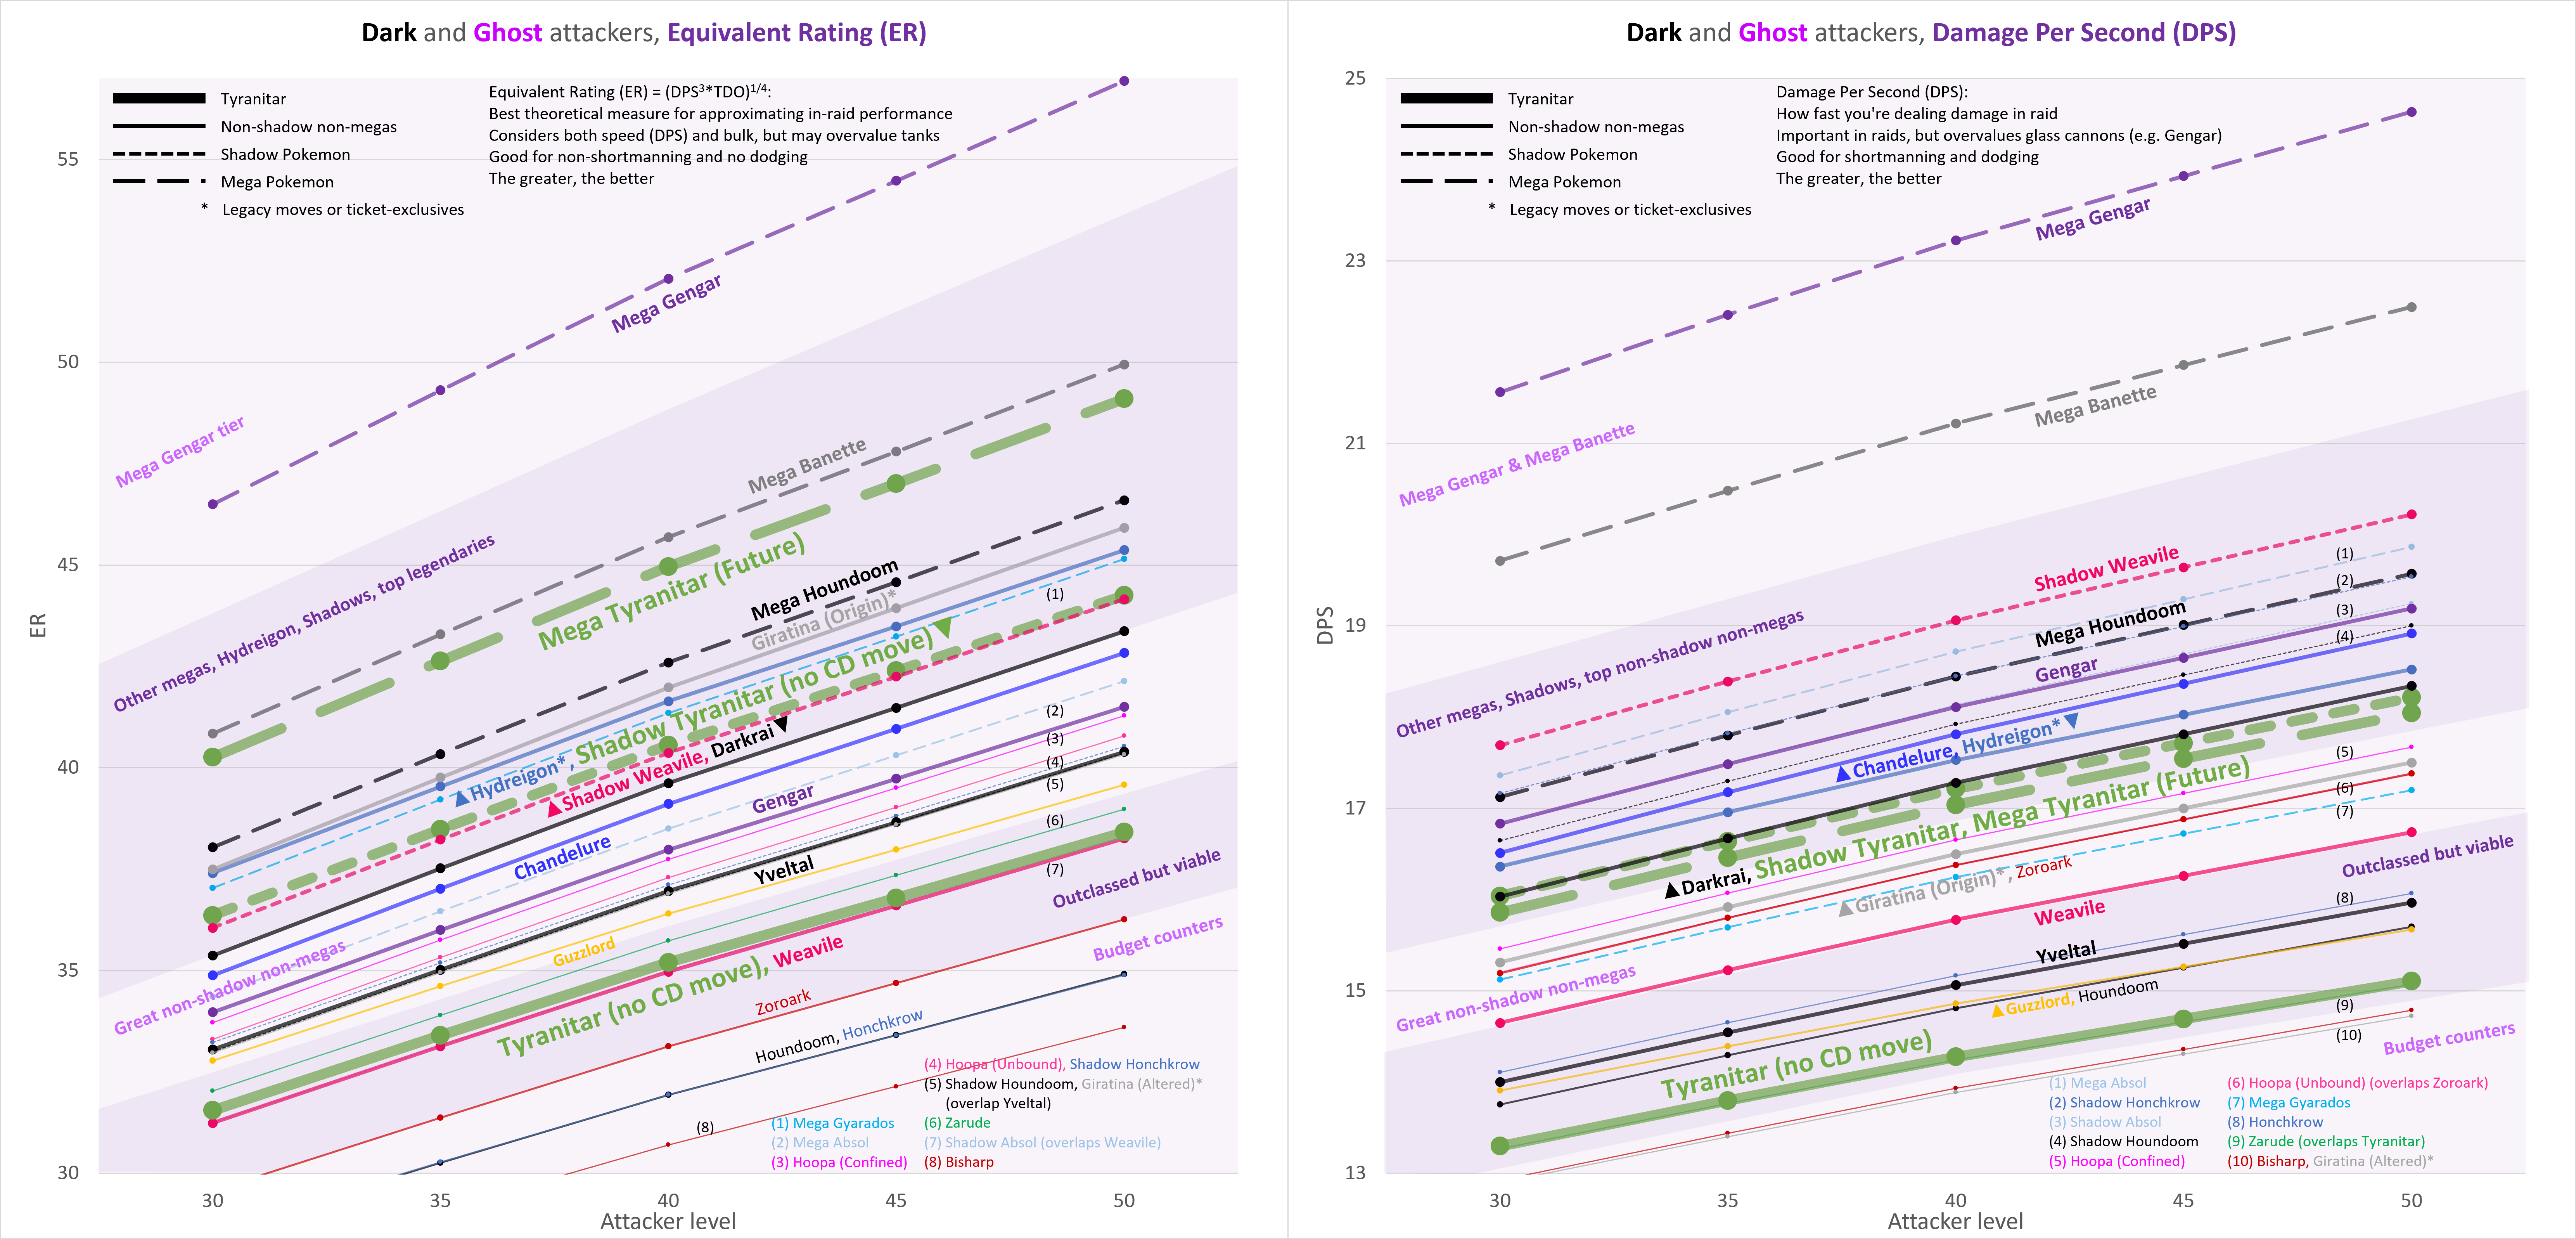 Dark and Ghost attackers, Equivalent Rating (ER)
Tyranitar
Non-shadow non-megas
Shadow Pokemon
Mega Pokemon
* Legacy moves or ticket-exclusives
Equivalent Rating (ER) = (DPS³*TDO)¹/⁴:
Best theoretical measure for approximating in-raid performance
Considers both speed (DPS) and bulk, but may overvalue tanks
Good for non-shortmanning and no dodging
The greater, the better
55
50
45
40
35
30
ER
Mega Gengar
Mega Gengar tier
Mega Banette
Other megas, Hydreigon, Shadows, top legendaries
Mega Tyranitar (Future)
Mega Houndoom
Giratina (Origin)*
(1)
▲Hydreigon*, Shadow Tyranitar (no CD move)▼
▲Shadow Weavile, Darkrai▼
(2)
(3)
(4)
(5)
(6)
(7)
Gengar
Chandelure
Yveltal
Outclassed but viable
Great non-shadow non-megas
Guzzlord
Budget counters
Tyranitar (no CD move), Weavile
Zoroark
Houndoom, Honchkrow
(8)
(4) Hoopa (Unbound), Shadow Honchkrow
(5) Shadow Houndoom, Giratina (Altered)*
(overlap Yveltal)
(1) Mega Gyarados
(6) Zarude
(2) Mega Absol
(7) Shadow Absol (overlaps Weavile)
(3) Hoopa (Confined)
(8) Bisharp
30 35 40 45 50
Attacker level
Dark and Ghost attackers, Damage Per Second (DPS)
Tyranitar
Non-shadow non-megas
Shadow Pokemon
Mega Pokemon
* Legacy moves or ticket-exclusives
Damage Per Second (DPS):
How fast you're dealing damage in raid
Important in raids, but overvalues glass cannons (e.g. Gengar)
Good for shortmanning and dodging
The greater, the better
25
23
21
19
17
15
13
DPS
Mega Gengar
Mega Banette
Mega Gengar & Mega Banette
Shadow Weavile
(1)
(2)
(3)
(4)
Mega Houndoom
Other megas, Shadows, top non-shadow non-megas
Gengar
▲Chandelure, Hydreigon*▼
(5)
(6)
(7)
▲Darkrai, Shadow Tyranitar, Mega Tyranitar (Future)
▲Giratina (Origin)*, Zoroark
Outclassed but viable
Weavile
(8)
Yveltal
Great non-shadow non-megas
▲Guzzlord, Houndoom
(9)
(10)
Tyranitar (no CD move)
Budget counters
(1) Mega Absol
(6) Hoopa (Unbound) (overlaps Zoroark)
(2) Shadow Honchkrow
(7) Mega Gyarados
(3) Shadow Absol
(8) Honchkrow
(4) Shadow Houndoom
(9) Zarude (overlaps Tyranitar)
(5) Hoopa (Confined)
(10) Bisharp, Giratina (Altered)*
30 35 40 45 50
Attacker level